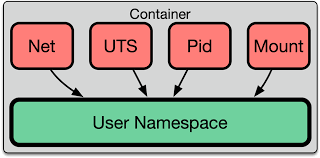 Container
Net UTS Pid Mount
User Namespace